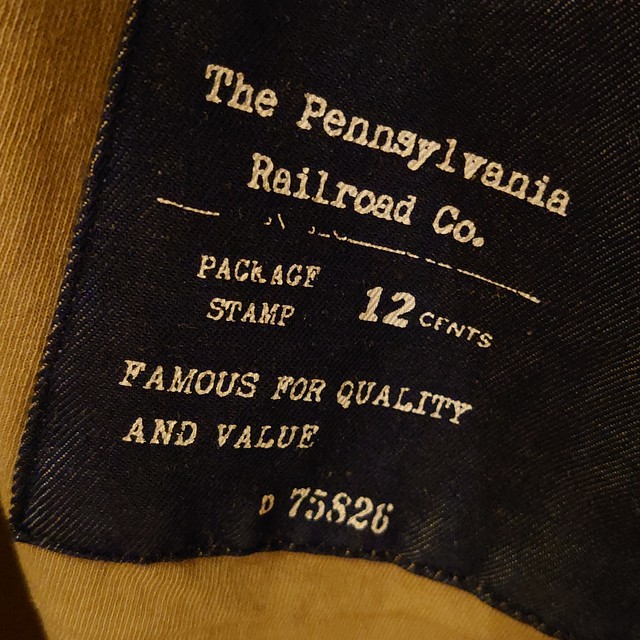 The Pennsylvania
Railroad Co.
PACKAGE
STAMP 12 CENTS
FAMOUS FOR QUALITY
AND VALUE
D 75826